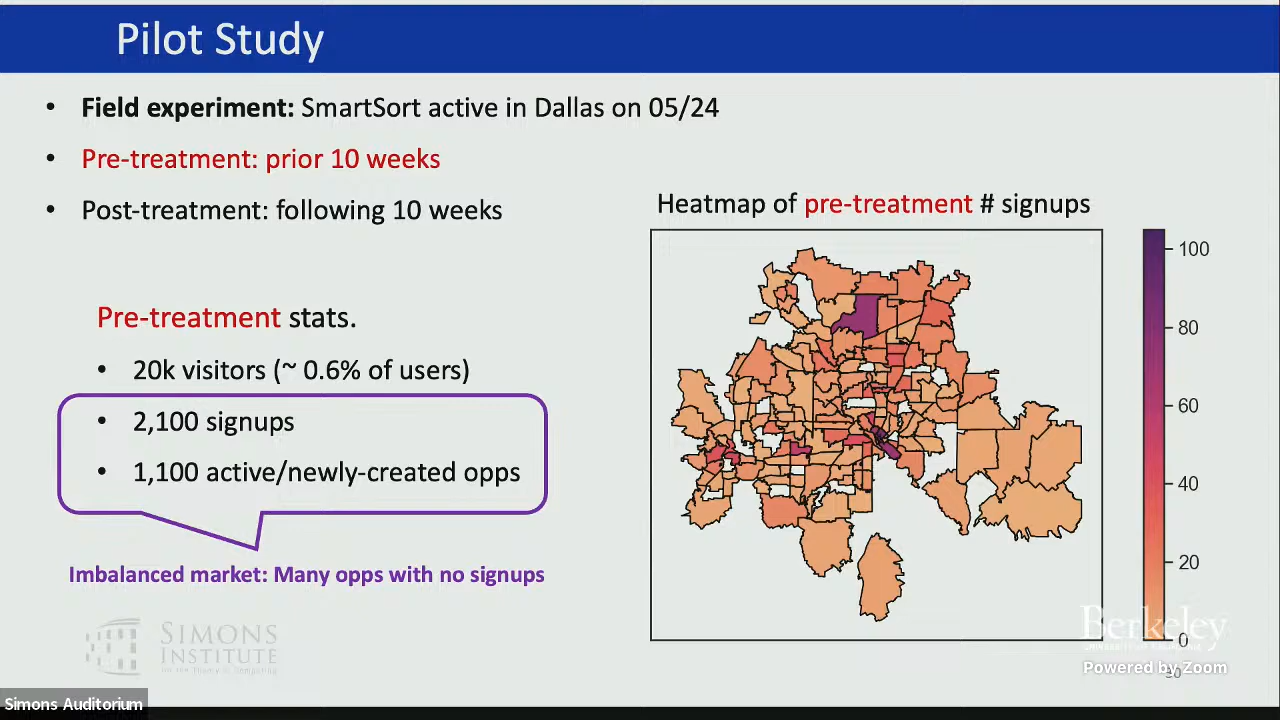 Pilot Study
• Field experiment: SmartSort active in Dallas on 05/24
• Pre-treatment: prior 10 weeks
• Post-treatment: following 10 weeks
Heatmap of pre-treatment # signups
100
80
60
40
20
0
Pre-treatment stats.
• 20k visitors (~ 0.6% of users)
• 2,100 signups
• 1,100 active/newly-created opps
Imbalanced market: Many opps with no signups
SIMONS
INSTITUTE
Berkeley
UNIVERSITY OF CALIFORNIA
Powered by Zoom
Simons Auditorium